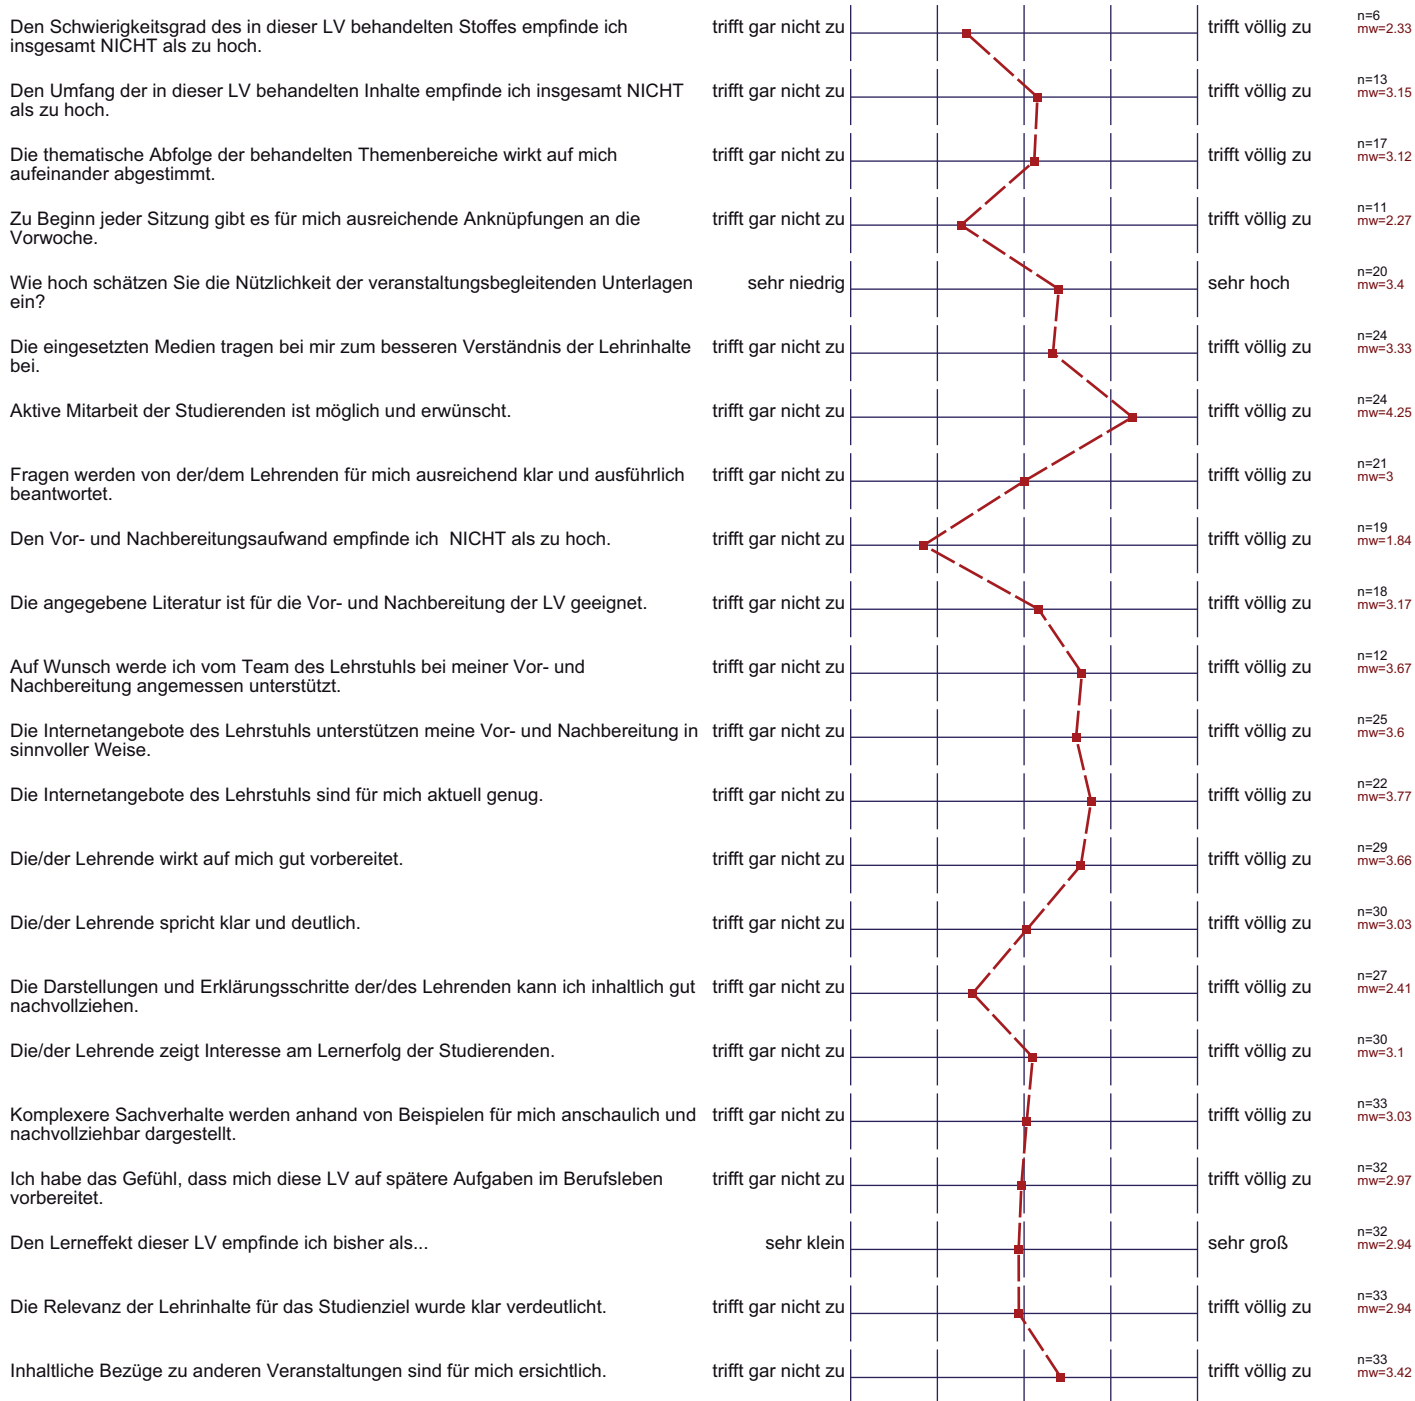 Den Schwierigkeitsgrad des in dieser LV behandelten Stoffes empfinde ich
insgesamt NICHT als zu hoch.
trifft gar nicht zu
trifft völlig zu
n=6
mw=2.33
Den Umfang der in dieser LV behandelten Inhalte empfinde ich insgesamt NICHT
als zu hoch.
trifft gar nicht zu
trifft völlig zu
n=13
mw=3.15
Die thematische Abfolge der behandelten Themenbereiche wirkt auf mich
aufeinander abgestimmt.
trifft gar nicht zu
trifft völlig zu
n=17
mw=3.12
Zu Beginn jeder Sitzung gibt es für mich ausreichende Anknüpfungen an die
Vorwoche.
trifft gar nicht zu
trifft völlig zu
n=11
mw=2.27
Wie hoch schätzen Sie die Nützlichkeit der veranstaltungsbegleitenden Unterlagen
ein?
sehr niedrig
sehr hoch
n=20
mw=3.4
Die eingesetzten Medien tragen bei mir zum besseren Verständnis der Lehrinhalte
bei.
trifft gar nicht zu
trifft völlig zu
n=24
mw=3.33
Aktive Mitarbeit der Studierenden ist möglich und erwünscht.
trifft gar nicht zu
trifft völlig zu
n=24
mw=4.25
Fragen werden von der/dem Lehrenden für mich ausreichend klar und ausführlich
beantwortet.
trifft gar nicht zu
trifft völlig zu
n=21
mw=3
Den Vor- und Nachbereitungsaufwand empfinde ich  NICHT als zu hoch.
trifft gar nicht zu
trifft völlig zu
n=19
mw=1.84
Die angegebene Literatur ist für die Vor- und Nachbereitung der LV geeignet.
trifft gar nicht zu
trifft völlig zu
n=18
mw=3.17
Auf Wunsch werde ich vom Team des Lehrstuhls bei meiner Vor- und
Nachbereitung angemessen unterstützt.
trifft gar nicht zu
trifft völlig zu
n=12
mw=3.67
Die Internetangebote des Lehrstuhls unterstützen meine Vor- und Nachbereitung in
sinnvoller Weise.
trifft gar nicht zu
trifft völlig zu
n=25
mw=3.6
Die Internetangebote des Lehrstuhls sind für mich aktuell genug.
trifft gar nicht zu
trifft völlig zu
n=22
mw=3.77
Die/der Lehrende wirkt auf mich gut vorbereitet.
trifft gar nicht zu
trifft völlig zu
n=29
mw=3.66
Die/der Lehrende spricht klar und deutlich.
trifft gar nicht zu
trifft völlig zu
n=30
mw=3.03
Die Darstellungen und Erklärungsschritte der/des Lehrenden kann ich inhaltlich gut
nachvollziehen.
trifft gar nicht zu
trifft völlig zu
n=27
mw=2.41
Die/der Lehrende zeigt Interesse am Lernerfolg der Studierenden.
trifft gar nicht zu
trifft völlig zu
n=30
mw=3.1
Komplexere Sachverhalte werden anhand von Beispielen für mich anschaulich und
nachvollziehbar dargestellt.
trifft gar nicht zu
trifft völlig zu
n=33
mw=3.03
Ich habe das Gefühl, dass mich diese LV auf spätere Aufgaben im Berufsleben
vorbereitet.
trifft gar nicht zu
trifft völlig zu
n=32
mw=2.97
Den Lerneffekt dieser LV empfinde ich bisher als...
sehr klein
sehr groß
n=32
mw=2.94
Die Relevanz der Lehrinhalte für das Studienziel wurde klar verdeutlicht.
trifft gar nicht zu
trifft völlig zu
n=33
mw=2.94
Inhaltliche Bezüge zu anderen Veranstaltungen sind für mich ersichtlich.
trifft gar nicht zu
trifft völlig zu
n=33
mw=3.42